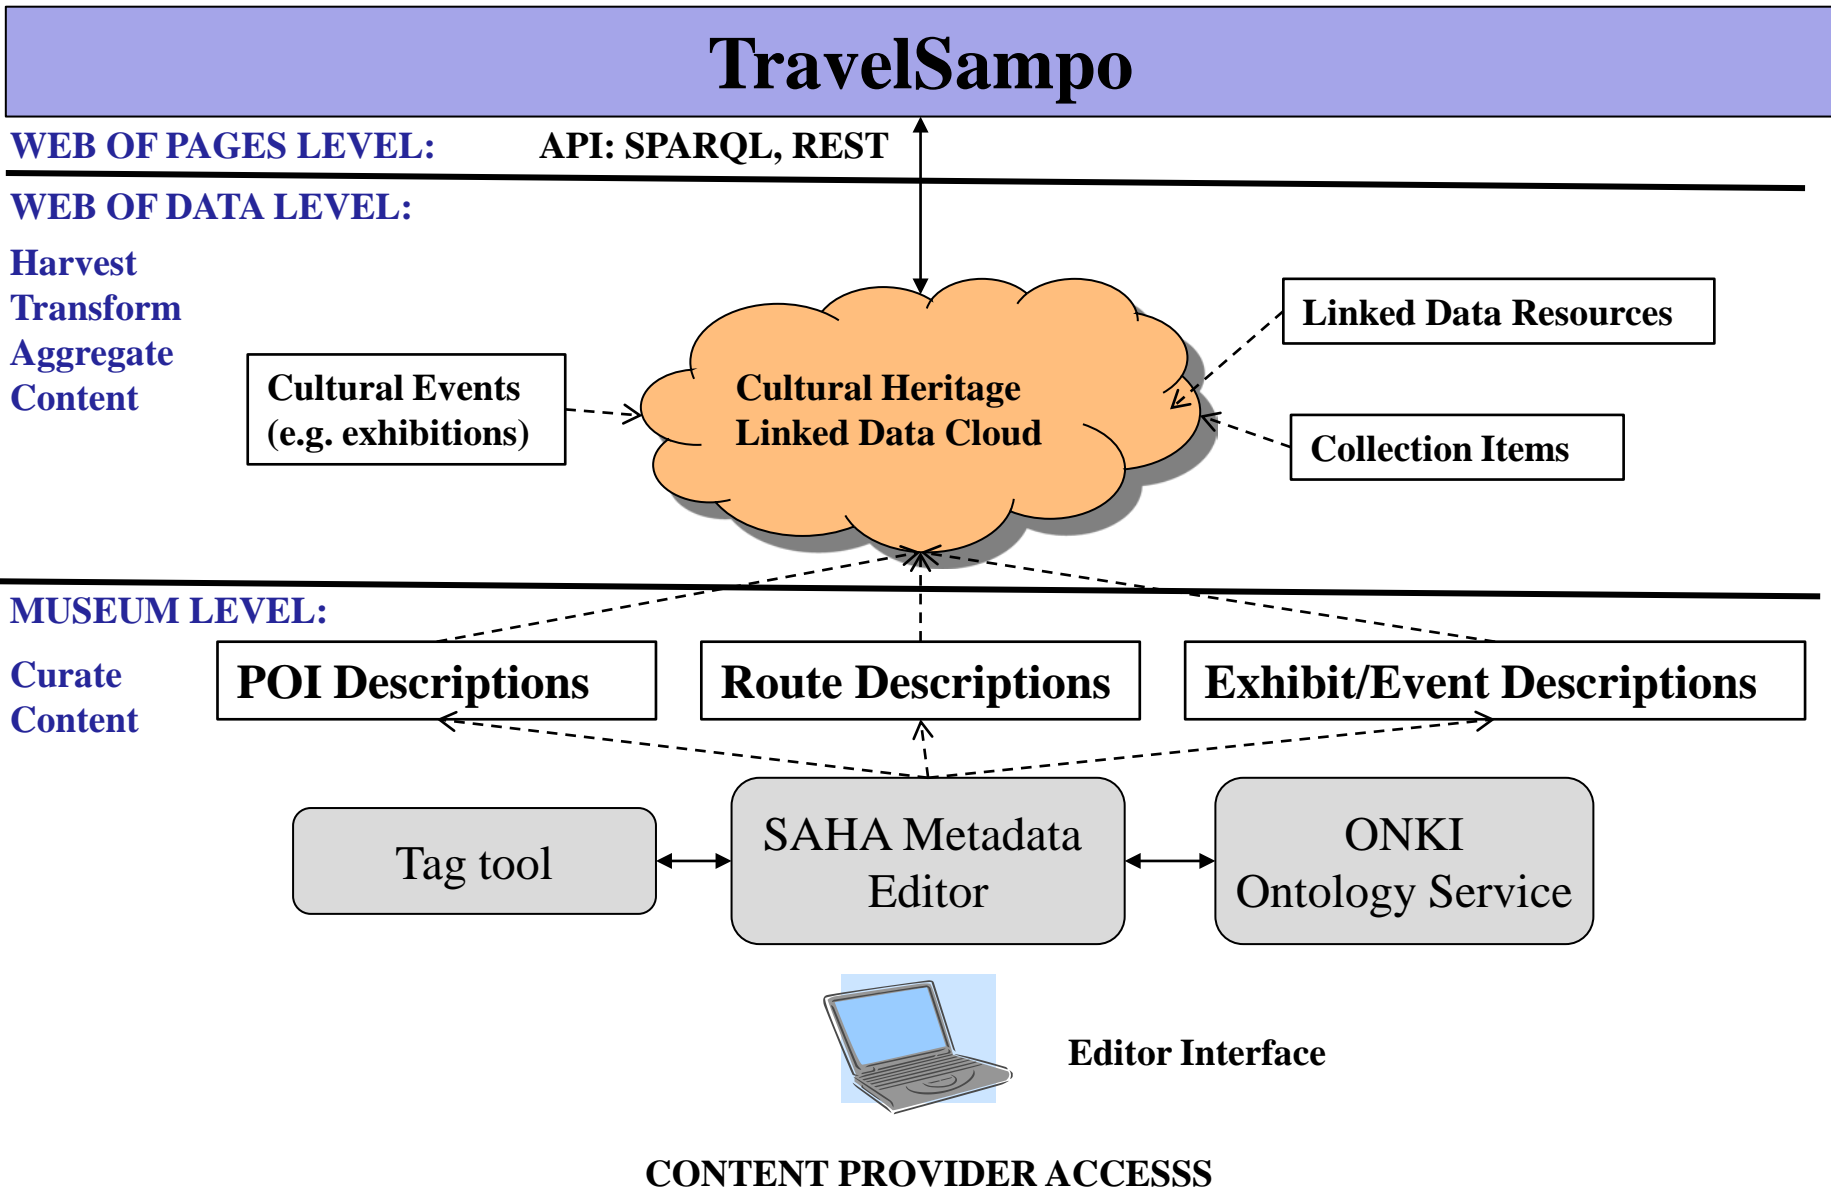 TravelSampo
WEB OF PAGES LEVEL: API: SPARQL, REST
WEB OF DATA LEVEL:
Harvest
Transform
Aggregate
Content
Cultural Events
(e.g. exhibitions)
Cultural Heritage
Linked Data Cloud
Linked Data Resources
Collection Items
MUSEUM LEVEL:
Curate
Content
POI Descriptions
Route Descriptions
Exhibit/Event Descriptions
Tag tool
SAHA Metadata
Editor
ONKI
Ontology Service
Editor Interface
CONTENT PROVIDER ACCESSS